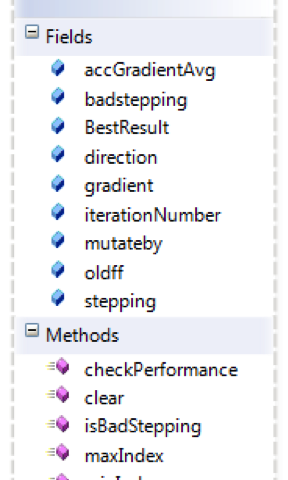 Fields
accGradientAvg
badstepping
BestResult
direction
gradient
iterationNumber
mutateby
oldff
stepping
Methods
checkPerformance
clear
isBadStepping
maxIndex